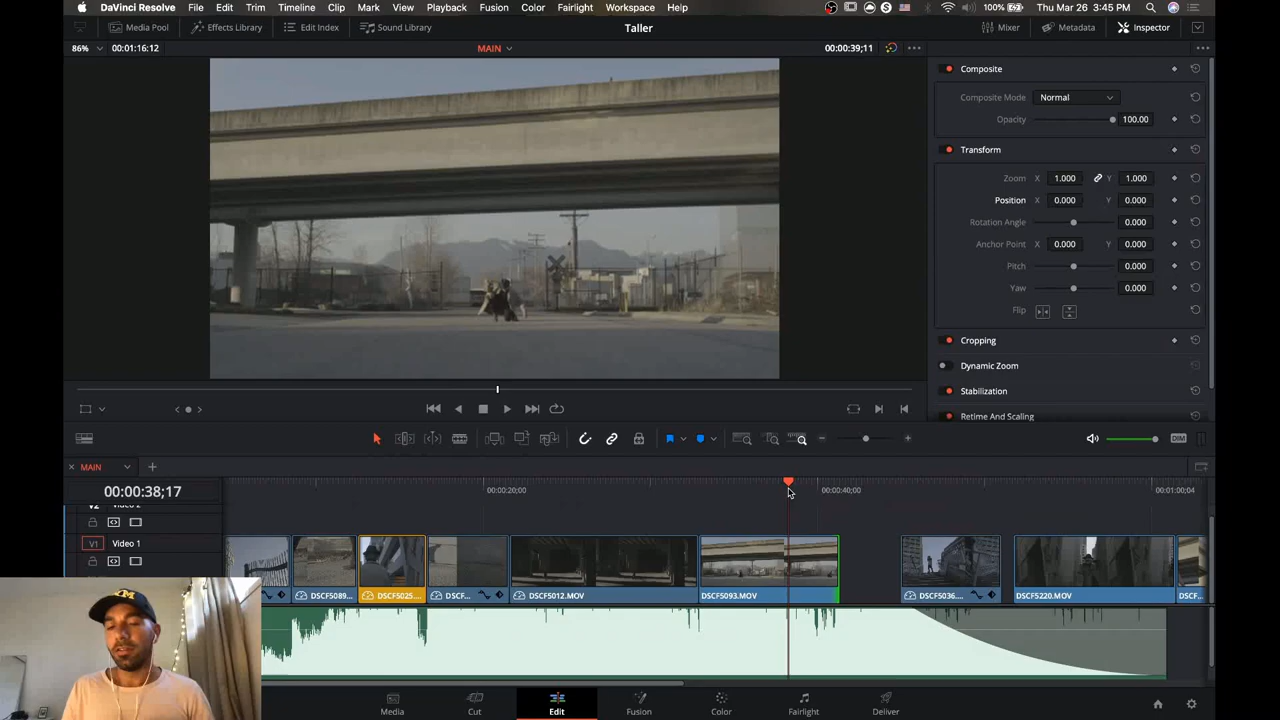 DaVinci Resolve File Edit Trim Timeline Clip Mark View Playback Fusion Color Fairlight Workspace Help 100% Thu Mar 26 3:45 PM
Media Pool Effects Library Edit Index Sound Library Taller Mixer Metadata Inspector
86% 00:01:16:12 MAIN 00:00:39;11
Composite
Composite Mode Normal
Opacity 100.00
Transform
Zoom X 1.000 Y 1.000
Position X 0.000 Y 0.000
Rotation Angle 0.000
Anchor Point X 0.000 Y 0.000
Pitch 0.000
Yaw 0.000
Flip
Cropping
Dynamic Zoom
Stabilization
Retime And Scaling
DIM
MAIN
00:00:38;17 00:00:20;00 00:00:40;00 00:01:00;04
V2 Video 2
V1 Video 1
DSCF5089... DSCF5025... DSCF... DSCF5012.MOV DSCF5093.MOV DSCF5036... DSCF5220.MOV DSCF...
Media Cut Edit Fusion Color Fairlight Deliver